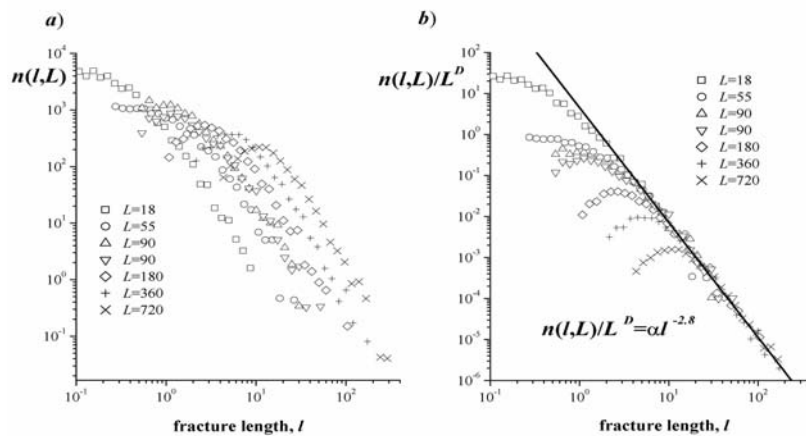 a)
n(l,L)
10^4
10^3
10^2
10^1
10^0
10^-1
L=18
L=55
L=90
L=90
L=180
L=360
L=720
10^-1 10^0 10^1 10^2
fracture length, l
b)
n(l,L)/L^D
10^2
10^1
10^0
10^-1
10^-2
10^-3
10^-4
10^-5
10^-6
L=18
L=55
L=90
L=90
L=180
L=360
L=720
n(l,L)/L^D=αl^-2.8
10^-1 10^0 10^1 10^2
fracture length, l